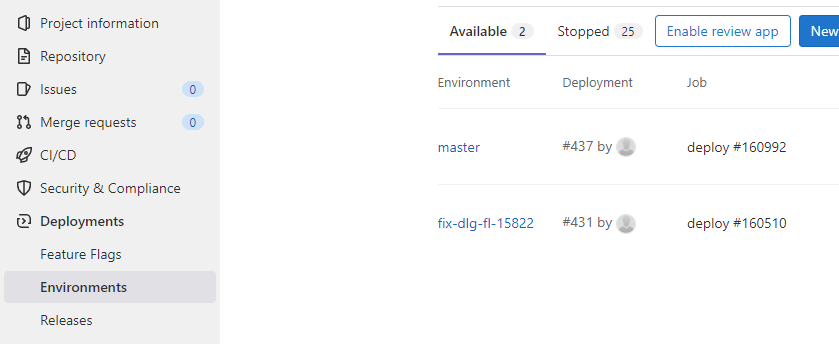 Project information
Repository
Issues 0
Merge requests 0
CI/CD
Security & Compliance
Deployments
Feature Flags
Environments
Releases
Available 2 Stopped 25 Enable review app New
Environment Deployment Job
master #437 by deploy #160992
fix-dlg-fl-15822 #431 by deploy #160510